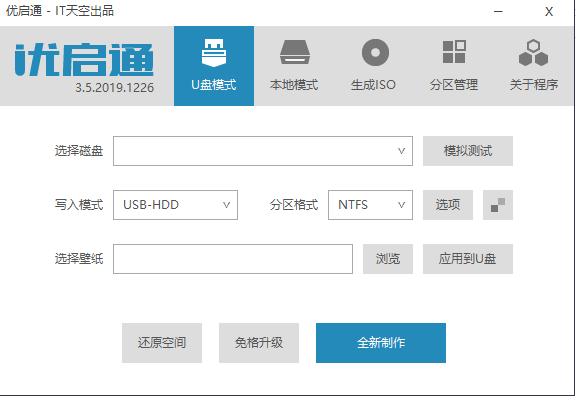 优启通 - IT天空出品
优启通
3.5.2019.1226
U盘模式
本地模式
生成ISO
分区管理
关于程序
选择磁盘
模拟测试
写入模式 USB-HDD 分区格式 NTFS 选项
选择壁纸 浏览 应用到U盘
还原空间 免格升级 全新制作